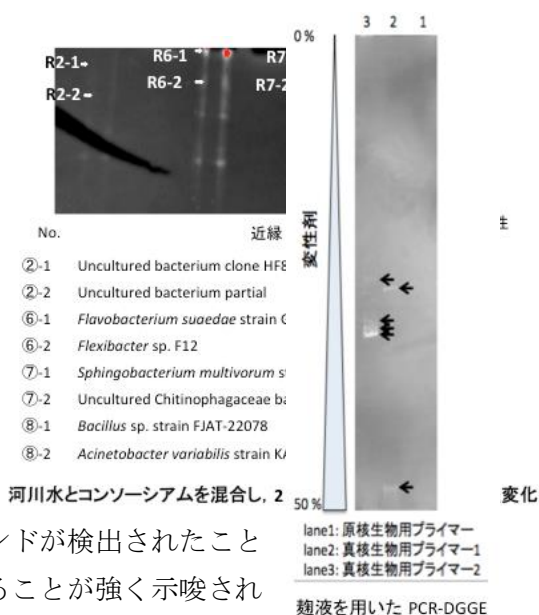 R2-1
R2-2
R6-1
R6-2
R7
R7-2
No. 近縁
②-1 Uncultured bacterium clone HF8
②-2 Uncultured bacterium partial
⑥-1 Flavobacterium suaedae strain
⑥-2 Flexibacter sp. F12
⑦-1 Sphingobacterium multivorum
⑦-2 Uncultured Chitinophagaceae
⑧-1 Bacillus sp. strain FJAT-22078
⑧-2 Acinetobacter variabilis strain
河川水とコンソーシアムを混合し,2
変化
ンドが検出されたこと
ることが強く示唆され
3 2 1
0%
変性剤
50%
lane1: 原核生物用プライマー
lane2: 真核生物用プライマー1
lane3: 真核生物用プライマー2
麹液を用いた PCR-DGGE